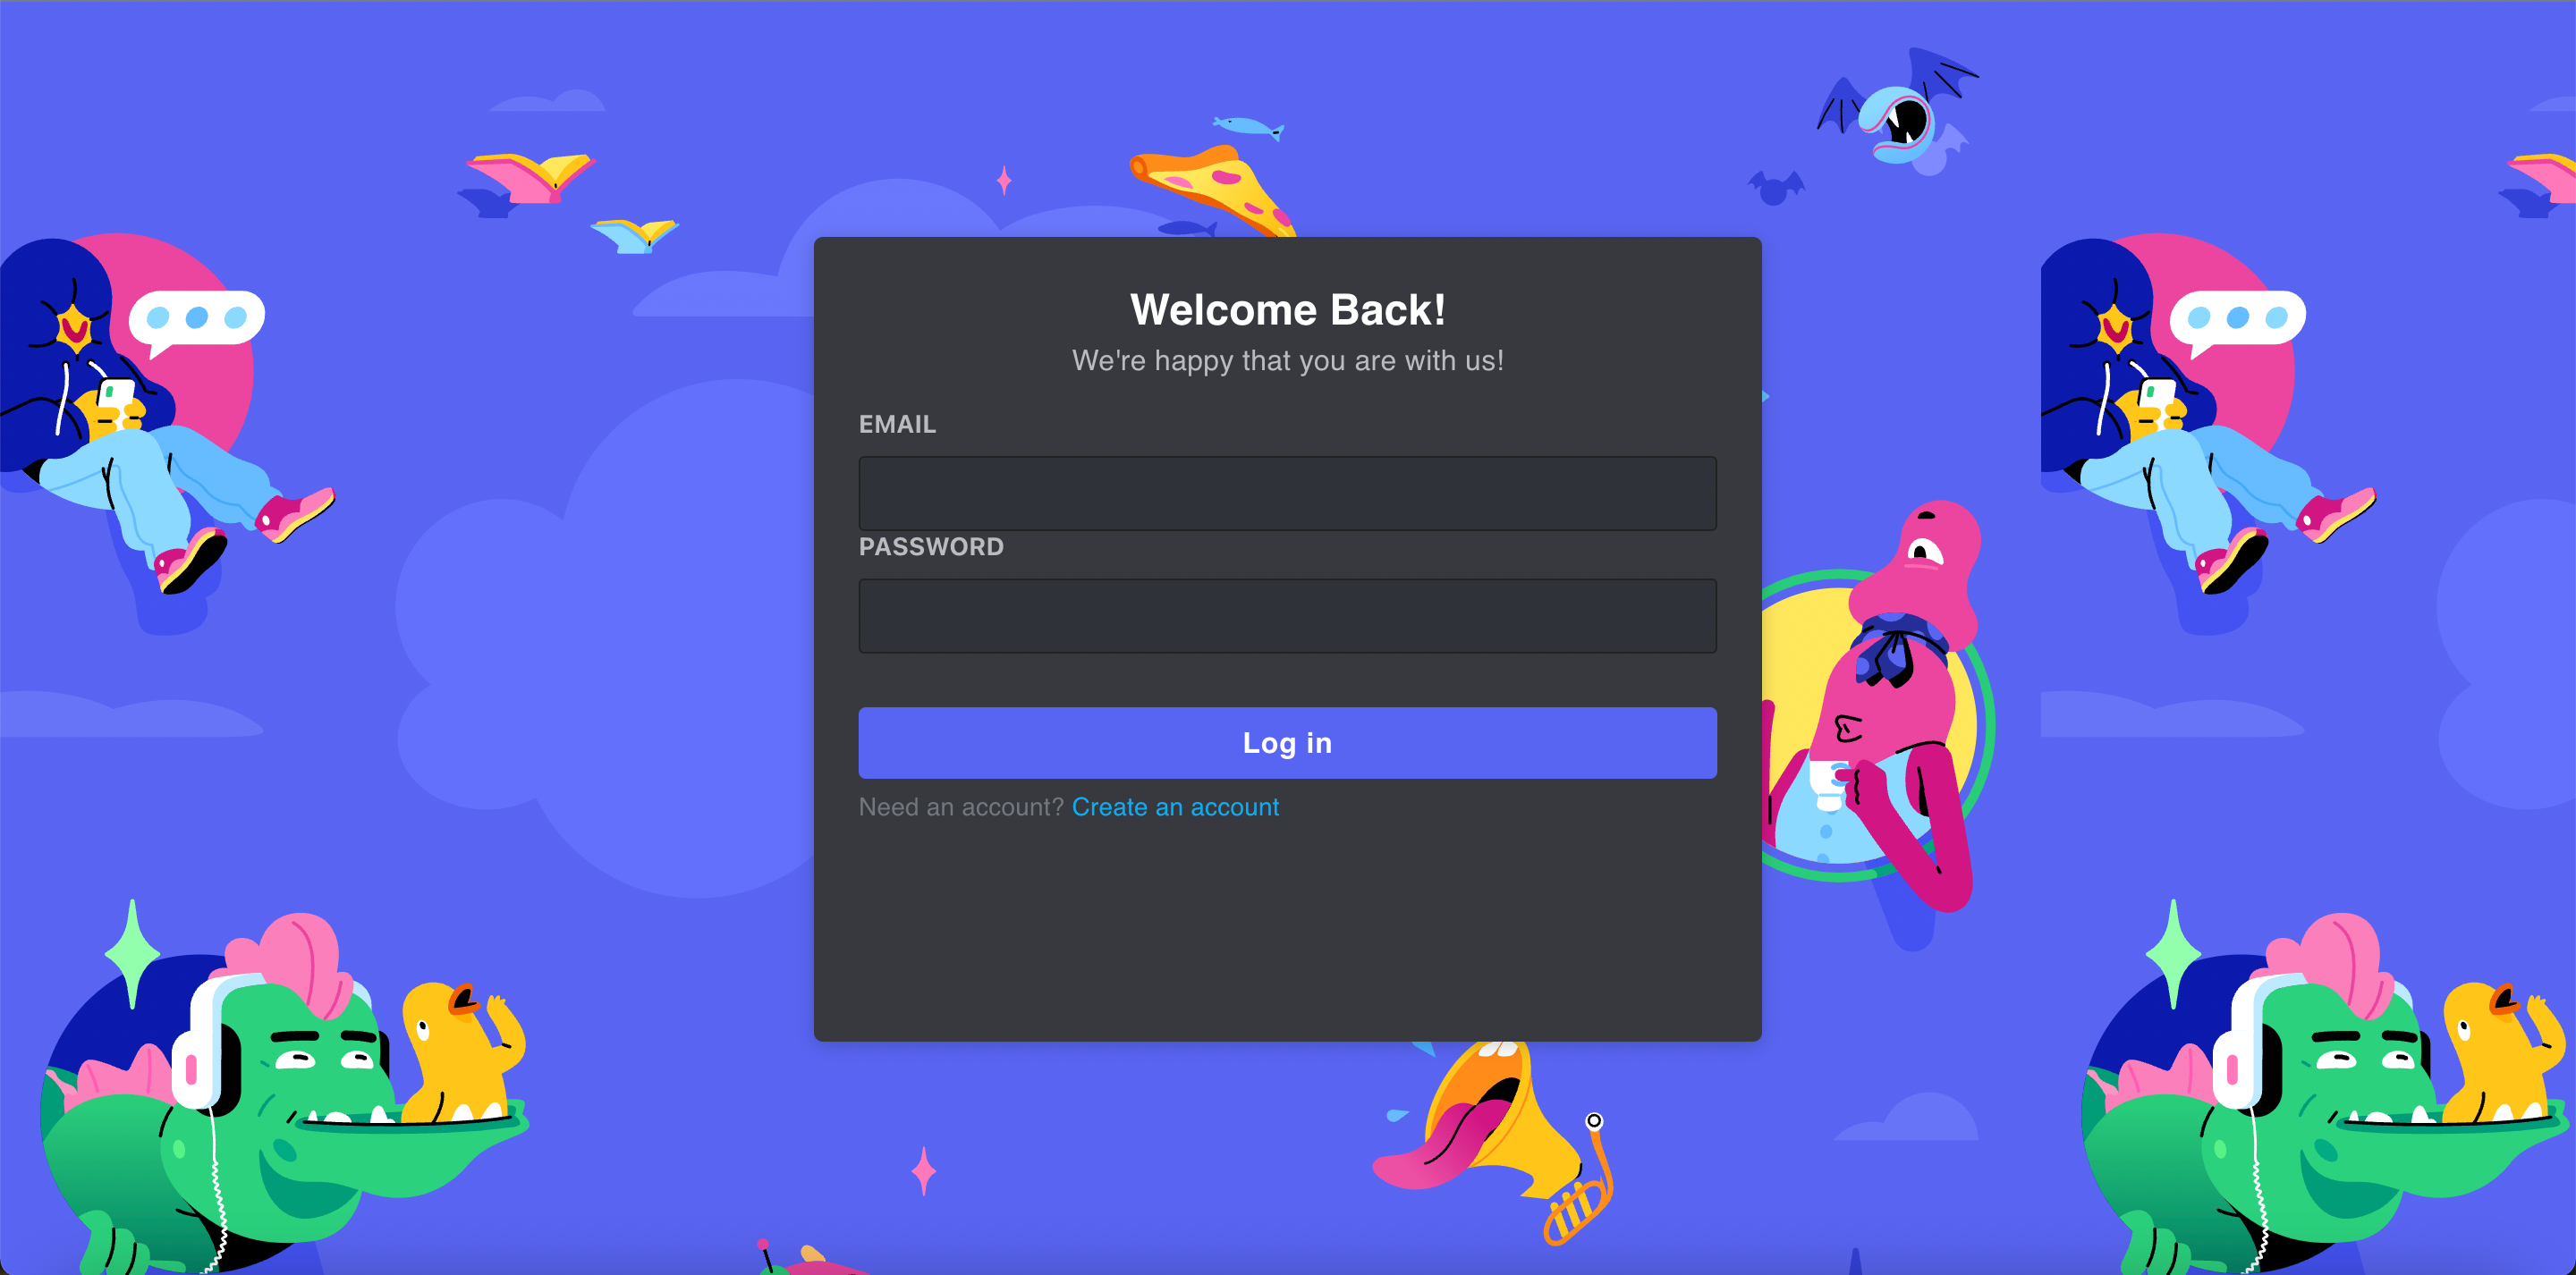 Welcome Back!
We're happy that you are with us!
EMAIL
PASSWORD
Log in
Need an account? Create an account